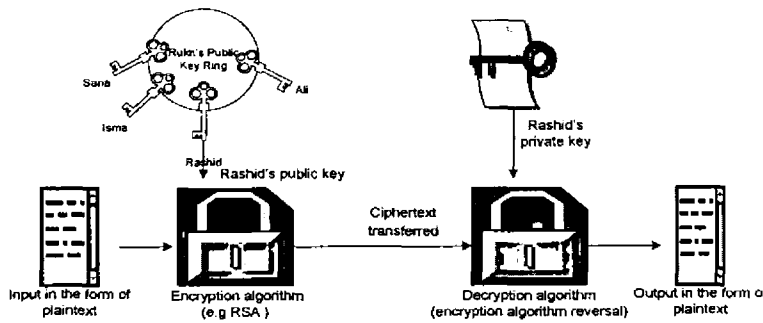 Rukn's Public
Key Ring
Sana
Ali
Isma
Rashid
Rashid's public key
Rashid's
private key
Ciphertext
transferred
Input in the form of
plaintext
Encryption algorithm
(e.g RSA )
Decryption algorithm
(encryption algorithm reversal)
Output in the form o
plaintext